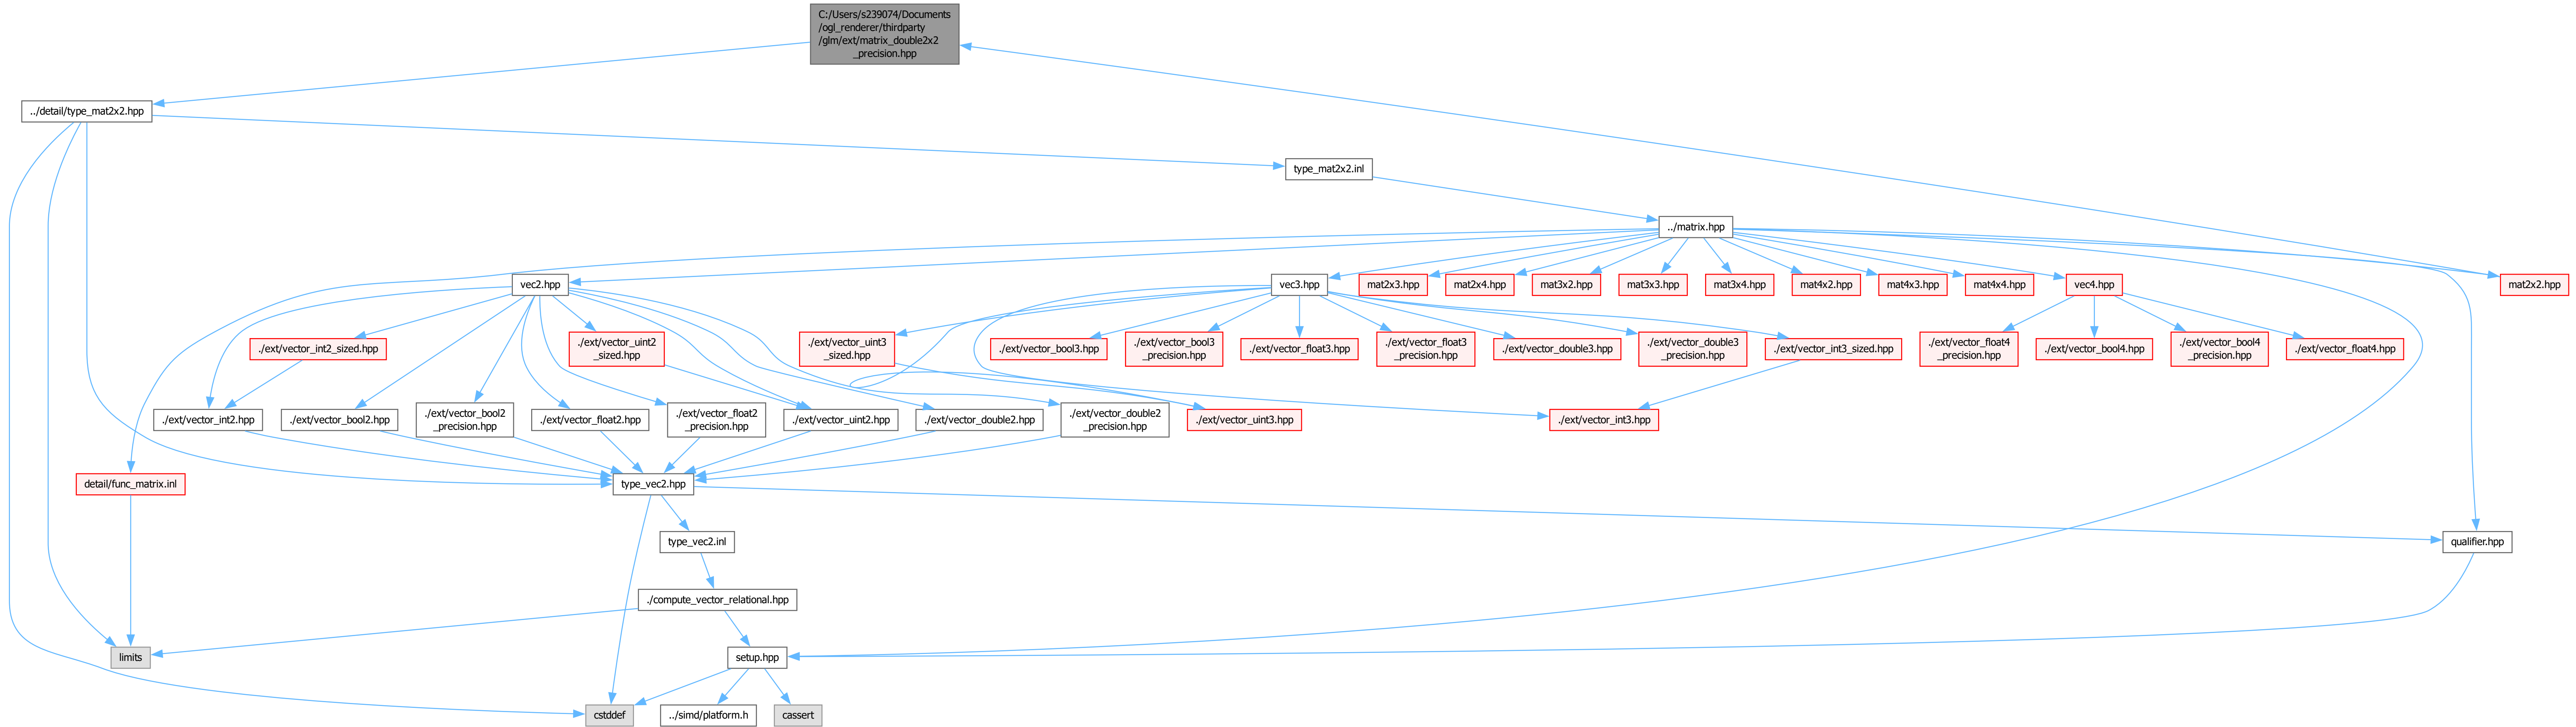 C:/Users/s239074/Documents
/ogl_renderer/thirdparty
/glm/ext/matrix_double2x2
_precision.hpp
../detail/type_mat2x2.hpp
type_mat2x2.inl
../matrix.hpp
vec2.hpp
vec3.hpp
mat2x3.hpp
mat2x4.hpp
mat3x2.hpp
mat3x3.hpp
mat3x4.hpp
mat4x2.hpp
mat4x3.hpp
mat4x4.hpp
vec4.hpp
mat2x2.hpp
./ext/vector_int2_sized.hpp
./ext/vector_uint2
_sized.hpp
./ext/vector_uint3
_sized.hpp
./ext/vector_bool3.hpp
./ext/vector_bool3
_precision.hpp
./ext/vector_float3.hpp
./ext/vector_float3
_precision.hpp
./ext/vector_double3.hpp
./ext/vector_double3
_precision.hpp
./ext/vector_int3_sized.hpp
./ext/vector_float4
_precision.hpp
./ext/vector_bool4.hpp
./ext/vector_bool4
_precision.hpp
./ext/vector_float4.hpp
./ext/vector_int2.hpp
./ext/vector_bool2.hpp
./ext/vector_bool2
_precision.hpp
./ext/vector_float2.hpp
./ext/vector_float2
_precision.hpp
./ext/vector_uint2.hpp
./ext/vector_double2.hpp
./ext/vector_double2
_precision.hpp
./ext/vector_uint3.hpp
./ext/vector_int3.hpp
detail/func_matrix.inl
type_vec2.hpp
type_vec2.inl
qualifier.hpp
./compute_vector_relational.hpp
limits
setup.hpp
cstddef
../simd/platform.h
cassert